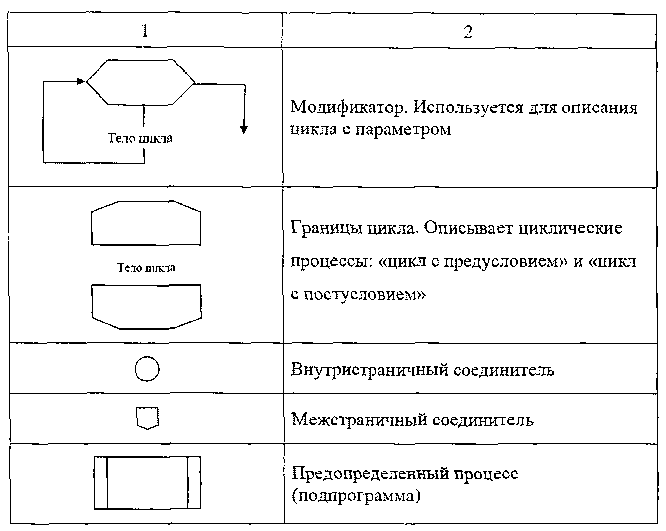 1
2
Тело цикла
Модификатор. Используется для описания
цикла с параметром
Тело цикла
Границы цикла. Описывает циклические
процессы: «цикл с предусловием» и «цикл
с постусловием»
Внутристраничный соединитель
Межстраничный соединитель
Предопределенный процесс
(подпрограмма)